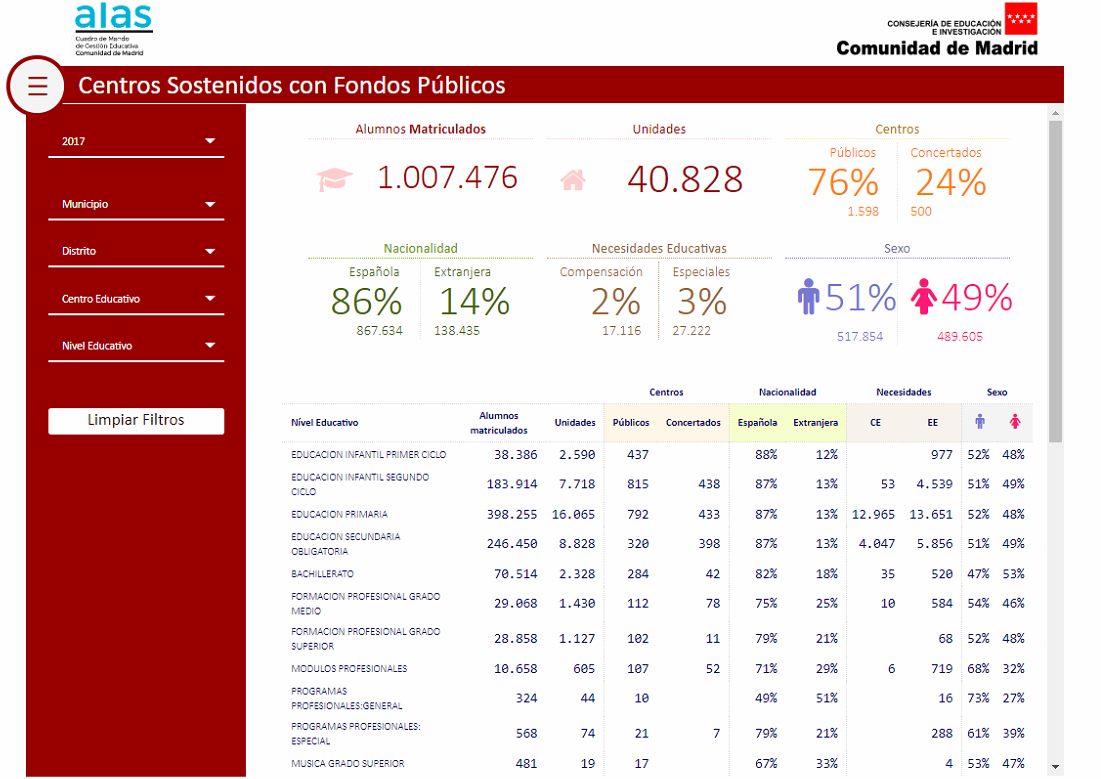 alas
Cuadro de Mando
de Gestión Educativa
Comunidad de Madrid
CONSEJERÍA DE EDUCACIÓN
E INVESTIGACIÓN
Comunidad de Madrid
Centros Sostenidos con Fondos Públicos
2017
Municipio
Distrito
Centro Educativo
Nivel Educativo
Limpiar Filtros
Alumnos Matriculados
1.007.476
Unidades
40.828
Centros
Públicos Concertados
76% 24%
1.598 500
Nacionalidad
Española Extranjera
86% 14%
867.634 138.435
Necesidades Educativas
Compensación Especiales
2% 3%
17.116 27.222
Sexo
51% 49%
517.854 489.605
Centros Nacionalidad Necesidades Sexo
Nivel Educativo Alumnos matriculados Unidades Públicos Concertados Española Extranjera CE EE
EDUCACION INFANTIL PRIMER CICLO 38.386 2.590 437 88% 12% 977 52% 48%
EDUCACION INFANTIL SEGUNDO
CICLO 183.914 7.718 815 438 87% 13% 53 4.539 51% 49%
EDUCACION PRIMARIA 398.255 16.065 792 433 87% 13% 12.965 13.651 52% 48%
EDUCACION SECUNDARIA
OBLIGATORIA 246.450 8.828 320 398 87% 13% 4.047 5.856 51% 49%
BACHILLERATO 70.514 2.328 284 42 82% 18% 35 520 47% 53%
FORMACION PROFESIONAL GRADO
MEDIO 29.068 1.430 112 78 75% 25% 10 584 54% 46%
FORMACION PROFESIONAL GRADO
SUPERIOR 28.858 1.127 102 11 79% 21% 68 52% 48%
MODULOS PROFESIONALES 10.658 605 107 52 71% 29% 6 719 68% 32%
PROGRAMAS
PROFESIONALES:GENERAL 324 44 10 49% 51% 16 73% 27%
PROGRAMAS PROFESIONALES:
ESPECIAL 568 74 21 7 79% 21% 288 61% 39%
MUSICA GRADO SUPERIOR 481 19 17 67% 33% 4 53% 47%